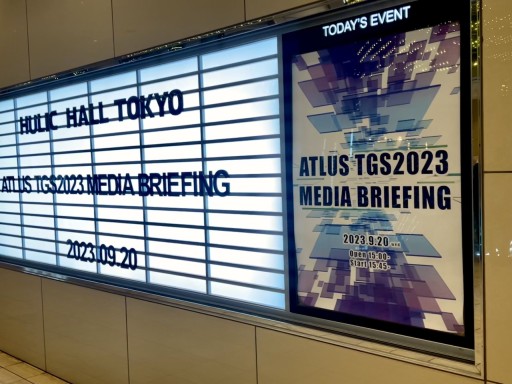 HULIC HALL TOKYO
ATLUS TGS2023 MEDIA BRIEFING
2023.09.20
TODAY'S EVENT
ATLUS TGS2023
MEDIA BRIEFING
2023.9.20
Open 15:00-
Start 15:45-